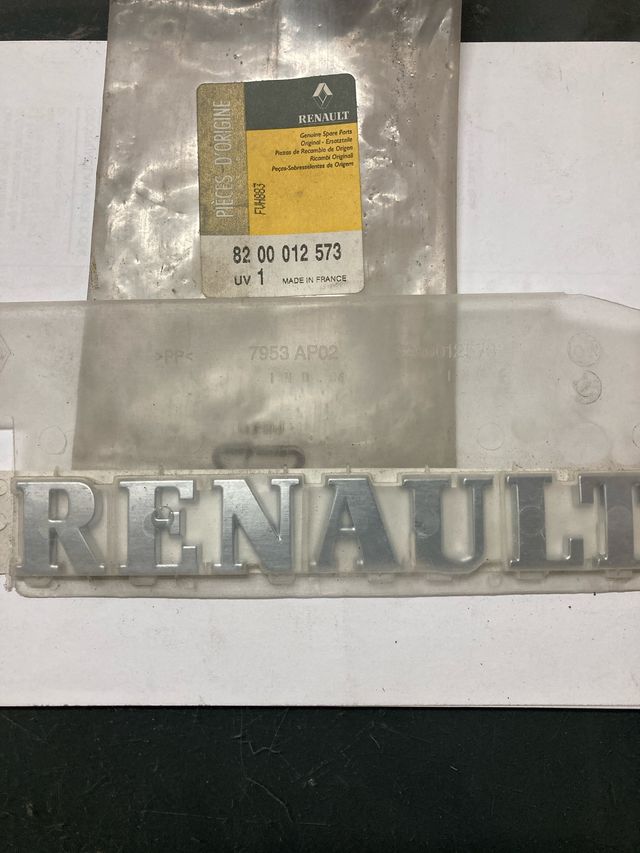 RENAULT
PIÈCES D'ORIGINE
Genuine Spare Parts
Original - Ersatzteile
Piezas de Recambio de Origen
Ricambi Originali
Peças-Sobresselentes de Origem
FVH883
82 00 012 573
UV 1 MADE IN FRANCE
>PP< 7953 AP02
RENAULT